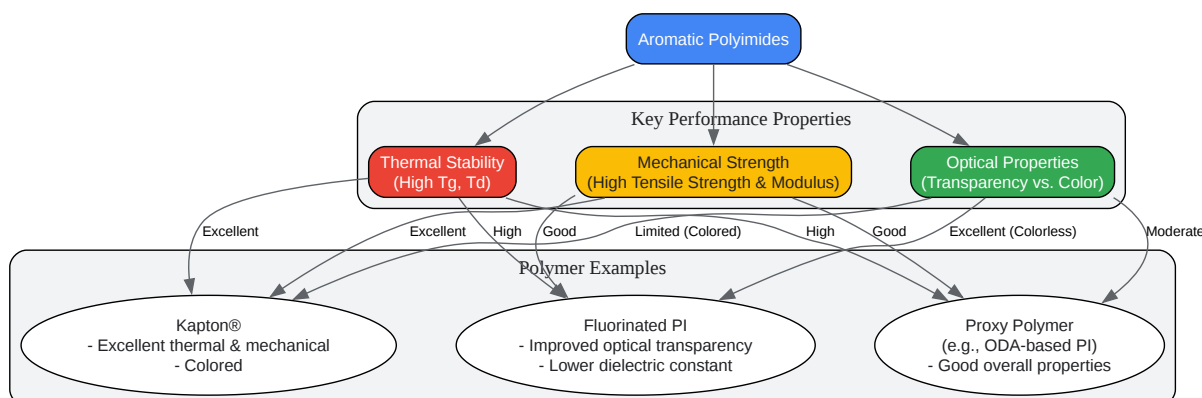 Aromatic Polyimides
Key Performance Properties
Thermal Stability
(High Tg, Td)
Mechanical Strength
(High Tensile Strength & Modulus)
Optical Properties
(Transparency vs. Color)
Excellent
Excellent
High
Good
Limited (Colored)
High
Good
Excellent (Colorless)
Moderate
Polymer Examples
Kapton®
- Excellent thermal & mechanical
- Colored
Fluorinated PI
- Improved optical transparency
- Lower dielectric constant
Proxy Polymer
(e.g., ODA-based PI)
- Good overall properties